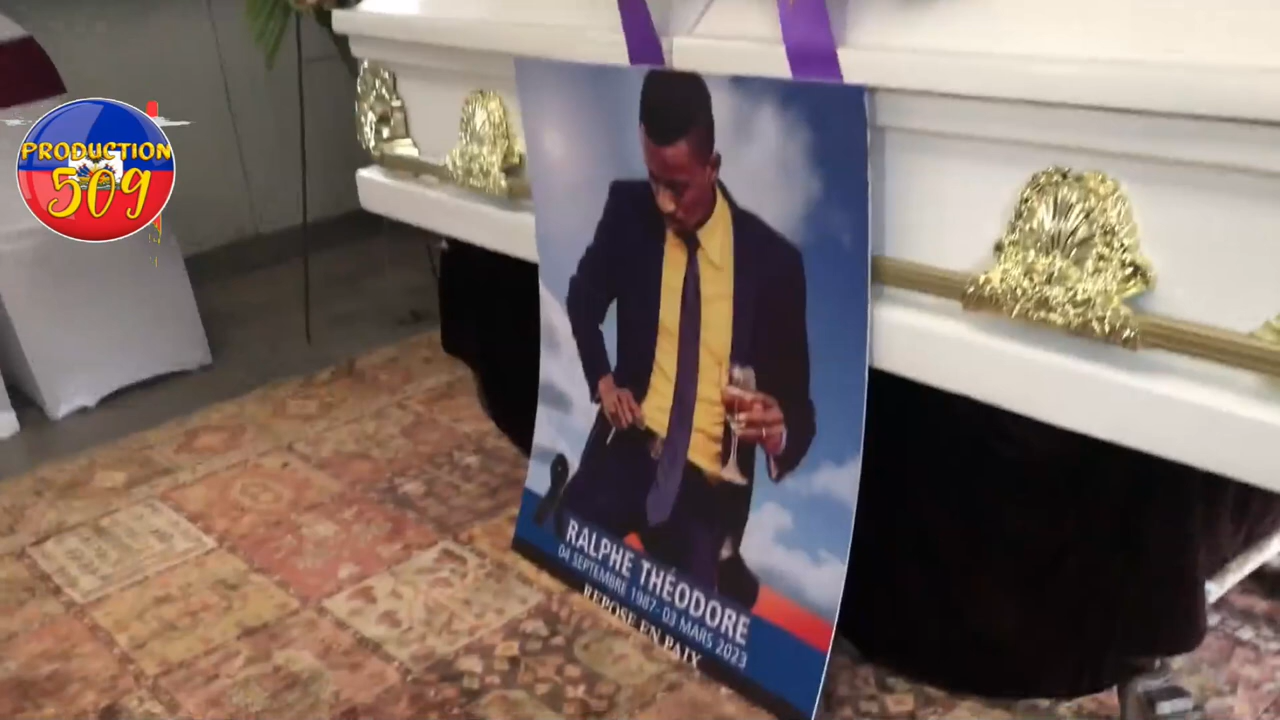 PRODUCTION
509
RALPHE THÉODORE
04 SEPTEMBRE 1987-03 MARS 2023
REPOSE EN PAIX